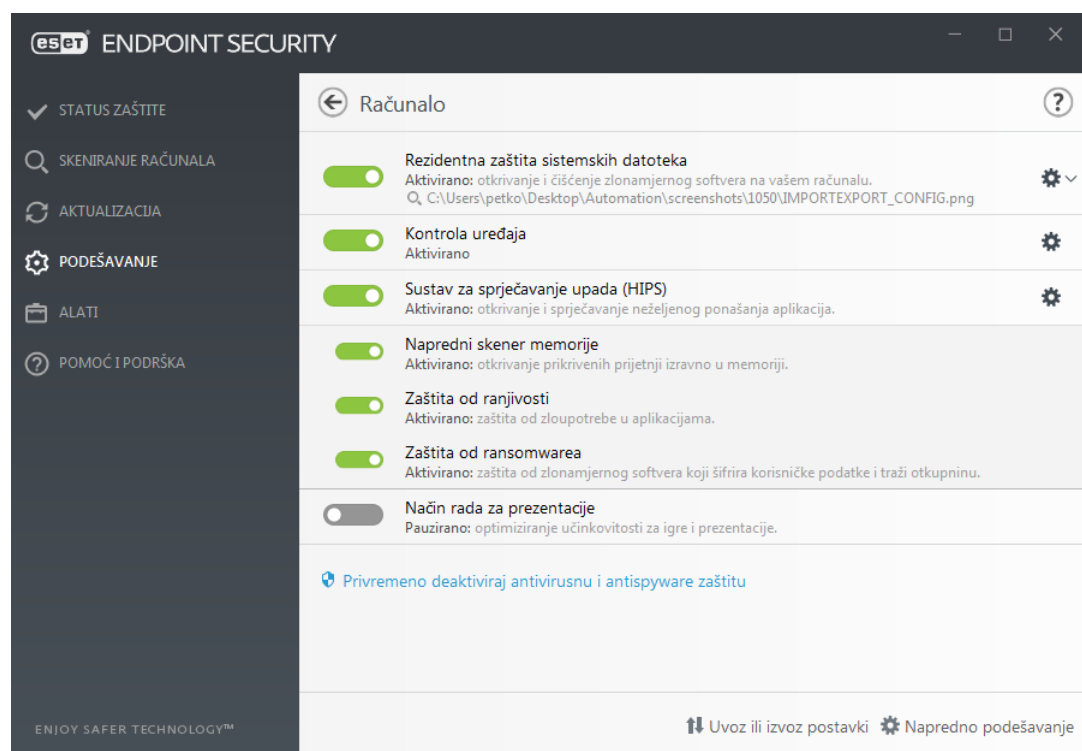 eset ENDPOINT SECURITY
STATUS ZAŠTITE
SKENIRANJE RAČUNALA
AKTUALIZACIJA
PODEŠAVANJE
ALATI
POMOĆ I PODRŠKA
ENJOY SAFER TECHNOLOGY™
Računalo
Rezidentna zaštita sistemskih datoteka
Aktivirano: otkrivanje i čišćenje zlonamjernog softvera na vašem računalu.
C:\Users\petko\Desktop\Automation\screenshots\1050\IMPORTEXPORT_CONFIG.png
Kontrola uređaja
Aktivirano
Sustav za sprječavanje upada (HIPS)
Aktivirano: otkrivanje i sprječavanje neželjenog ponašanja aplikacija.
Napredni skener memorije
Aktivirano: otkrivanje prikrivenih prijetnji izravno u memoriji.
Zaštita od ranjivosti
Aktivirano: zaštita od zloupotrebe u aplikacijama.
Zaštita od ransomwarea
Aktivirano: zaštita od zlonamjernog softvera koji šifrira korisničke podatke i traži otkupninu.
Način rada za prezentacije
Pauzirano: optimiziranje učinkovitosti za igre i prezentacije.
Privremeno deaktiviraj antivirusnu i antispyware zaštitu
Uvoz ili izvoz postavki Napredno podešavanje